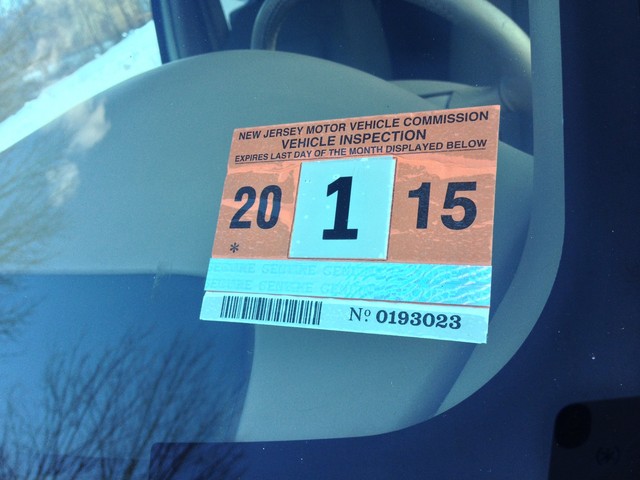 NEW JERSEY MOTOR VEHICLE COMMISSION
VEHICLE INSPECTION
EXPIRES LAST DAY OF THE MONTH DISPLAYED BELOW
20 1 15
*
Nº 0193023